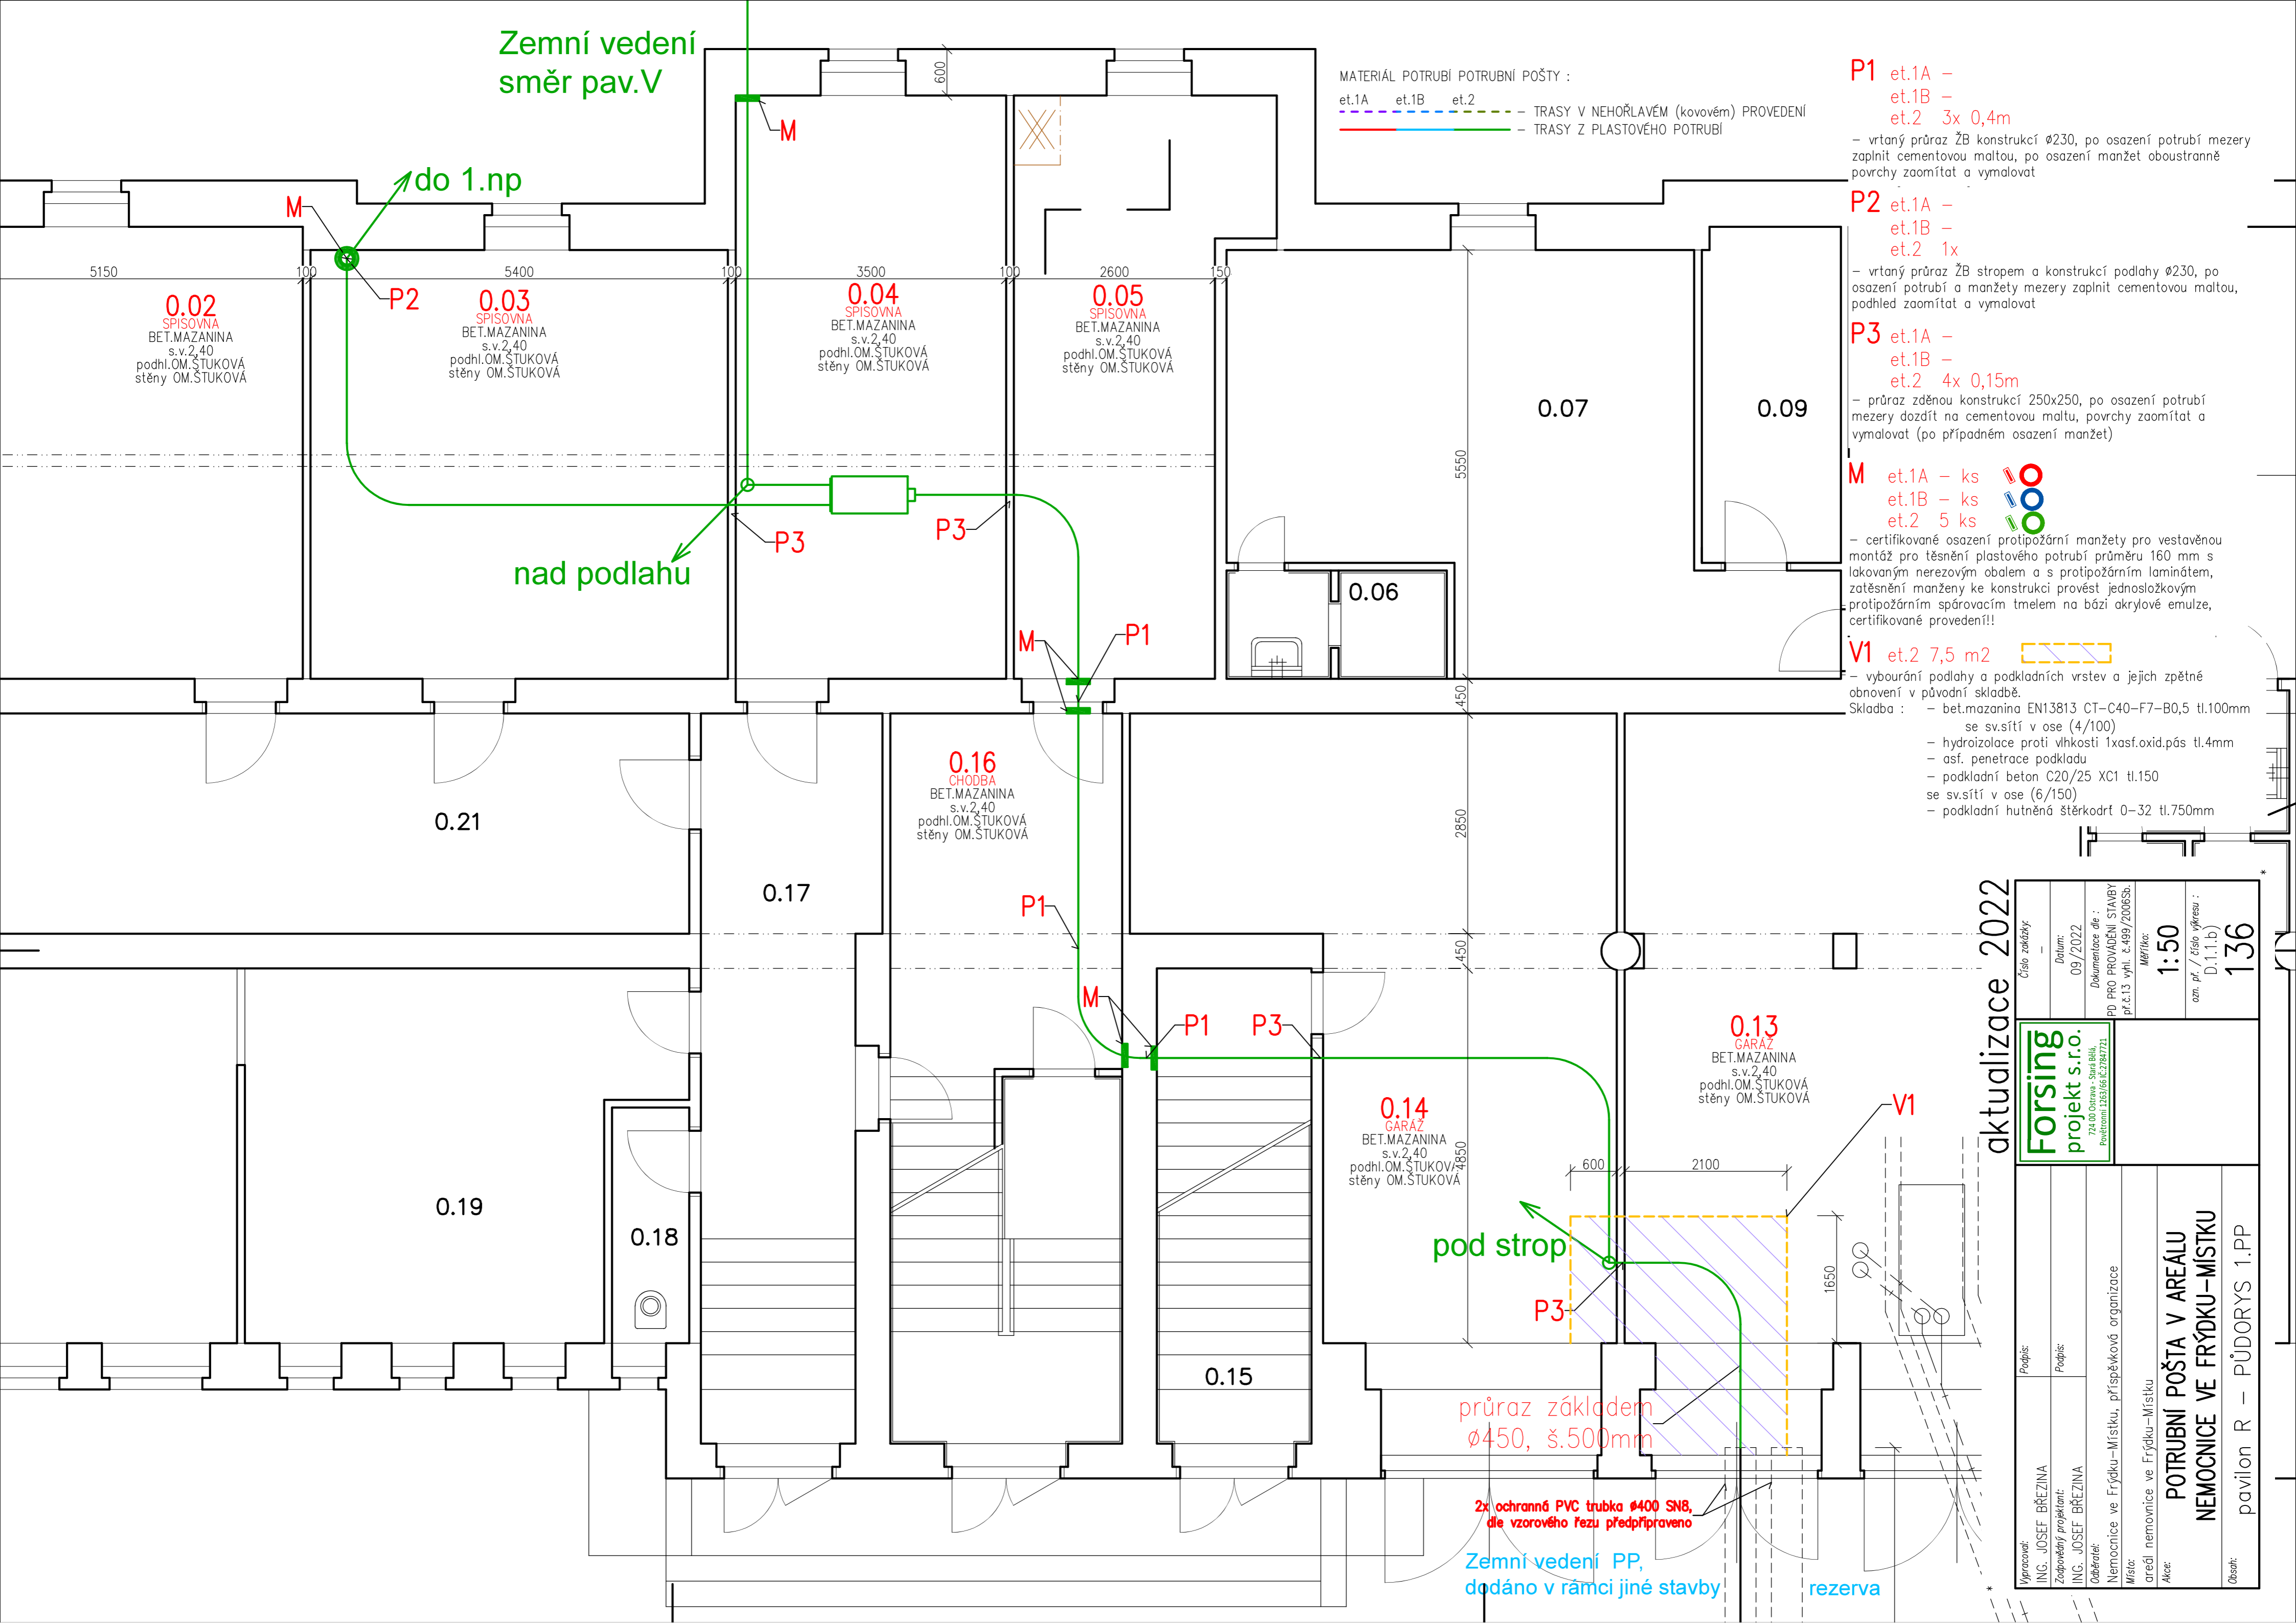 Zemní vedení
směr pav.V
600
MATERIÁL POTRUBÍ POTRUBNÍ POŠTY :
et.1A et.1B et.2
– TRASY V NEHOŘLAVÉM (kovovém) PROVEDENÍ
– TRASY Z PLASTOVÉHO POTRUBÍ
M
do 1.np
M
P2
5150
100
5400
100
3500
100
2600
150
0.02
SPISOVNA
BET.MAZANINA
s.v.2,40
podhl.OM.ŠTUKOVÁ
stěny OM.ŠTUKOVÁ
0.03
SPISOVNA
BET.MAZANINA
s.v.2,40
podhl.OM.ŠTUKOVÁ
stěny OM.ŠTUKOVÁ
0.04
SPISOVNA
BET.MAZANINA
s.v.2,40
podhl.OM.ŠTUKOVÁ
stěny OM.ŠTUKOVÁ
0.05
SPISOVNA
BET.MAZANINA
s.v.2,40
podhl.OM.ŠTUKOVÁ
stěny OM.ŠTUKOVÁ
0.07
0.09
5550
P3
P3
nad podlahu
0.06
M
P1
450
0.21
0.17
0.16
CHODBA
BET.MAZANINA
s.v.2,40
podhl.OM.ŠTUKOVÁ
stěny OM.ŠTUKOVÁ
2850
P1
450
M
P1
P3
0.13
GARÁŽ
BET.MAZANINA
s.v.2,40
podhl.OM.ŠTUKOVÁ
stěny OM.ŠTUKOVÁ
0.14
GARÁŽ
BET.MAZANINA
s.v.2,40
podhl.OM.ŠTUKOVÁ
stěny OM.ŠTUKOVÁ
4850
V1
600
2100
0.19
0.18
pod strop
1650
P3
0.15
průraz základem
ø450, š.500mm
2x ochranná PVC trubka ø400 SN8,
dle vzorového řezu předpřipraveno
Zemní vedení PP,
dodáno v rámci jiné stavby
rezerva
P1 et.1A –
et.1B –
et.2 3x 0,4m
– vrtaný průraz ŽB konstrukcí ø230, po osazení potrubí mezery
zaplnit cementovou maltou, po osazení manžet oboustranně
povrchy zaomítat a vymalovat
P2 et.1A –
et.1B –
et.2 1x
– vrtaný průraz ŽB stropem a konstrukcí podlahy ø230, po
osazení potrubí a manžety mezery zaplnit cementovou maltou,
podhled zaomítat a vymalovat
P3 et.1A –
et.1B –
et.2 4x 0,15m
– průraz zděnou konstrukcí 250x250, po osazení potrubí
mezery dozdít na cementovou maltu, povrchy zaomítat a
vymalovat (po případném osazení manžet)
M et.1A – ks
et.1B – ks
et.2 5 ks
– certifikované osazení protipožární manžety pro vestavěnou
montáž pro těsnění plastového potrubí průměru 160 mm s
lakovaným nerezovým obalem a s protipožárním laminátem,
zatěsnění manženy ke konstrukci provést jednosložkovým
protipožárním spárovacím tmelem na bázi akrylové emulze,
certifikované provedení!!
V1 et.2 7,5 m2
– vybourání podlahy a podkladních vrstev a jejich zpětné
obnovení v původní skladbě.
Skladba : – bet.mazanina EN13813 CT–C40–F7–B0,5 tl.100mm
se sv.sítí v ose (4/100)
– hydroizolace proti vlhkosti 1xasf.oxid.pás tl.4mm
– asf. penetrace podkladu
– podkladní beton C20/25 XC1 tl.150
se sv.sítí v ose (6/150)
– podkladní hutněná štěrkodrť 0–32 tl.750mm
aktualizace 2022
Číslo zakázky:
–
Datum:
09/2022
Dokumentace dle :
PD PRO PROVÁDĚNÍ STAVBY
př.č.13 vyhl. č.499/2006Sb.
Měřítko:
1:50
ozn. př. / číslo výkresu :
D.1.1.b)
136
Forsing
projekt s.r.o.
724 00 Ostrava - Stará Bělá,
Povětronní 1263/66 IČ:27847721
Vypracoval:
ING. JOSEF BŘEZINA
Podpis:
Zodpovědný projektant:
ING. JOSEF BŘEZINA
Podpis:
Odběratel:
Nemocnice ve Frýdku–Místku, příspěvková organizace
Místo:
areál nemovnice ve Frýdku–Místku
Akce:
POTRUBNÍ POŠTA V AREÁLU
NEMOCNICE VE FRÝDKU–MÍSTKU
Obsah:
pavilon R – PŮDORYS 1.PP